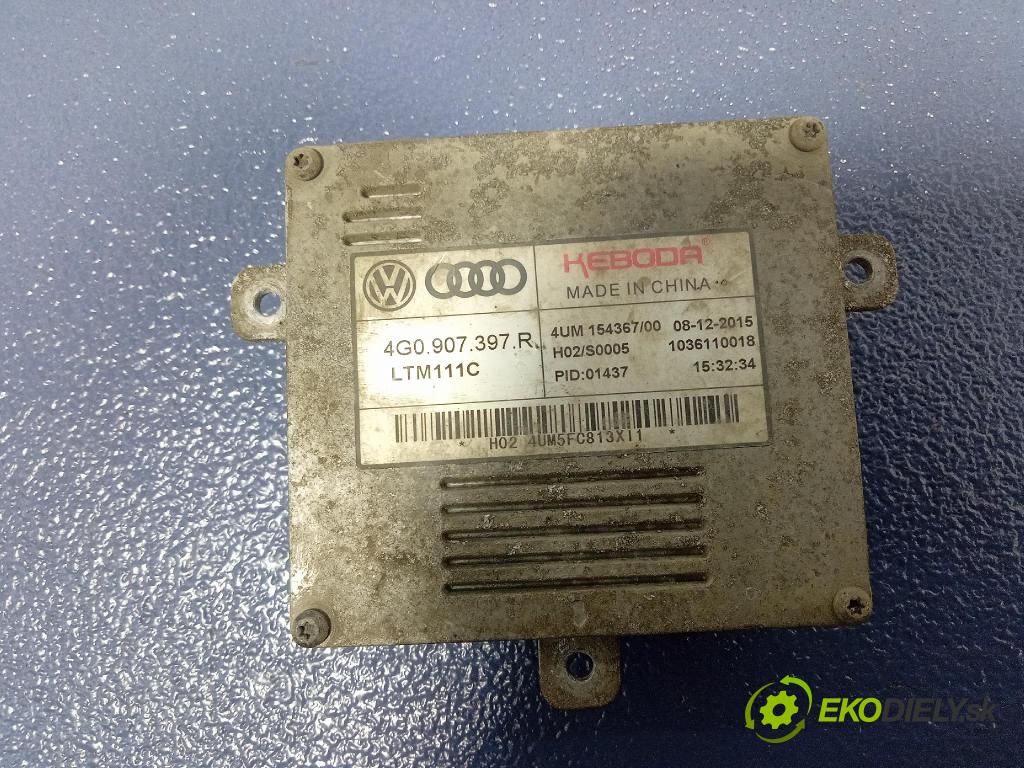 KEBODA®
MADE IN CHINA
4G0.907.397.R
LTM111C
4UM 154367/00 08-12-2015
H02/S0005 1036110018
PID:01437 15:32:34
* H02 4UM5FC813X11 *
EKODIELY.sk